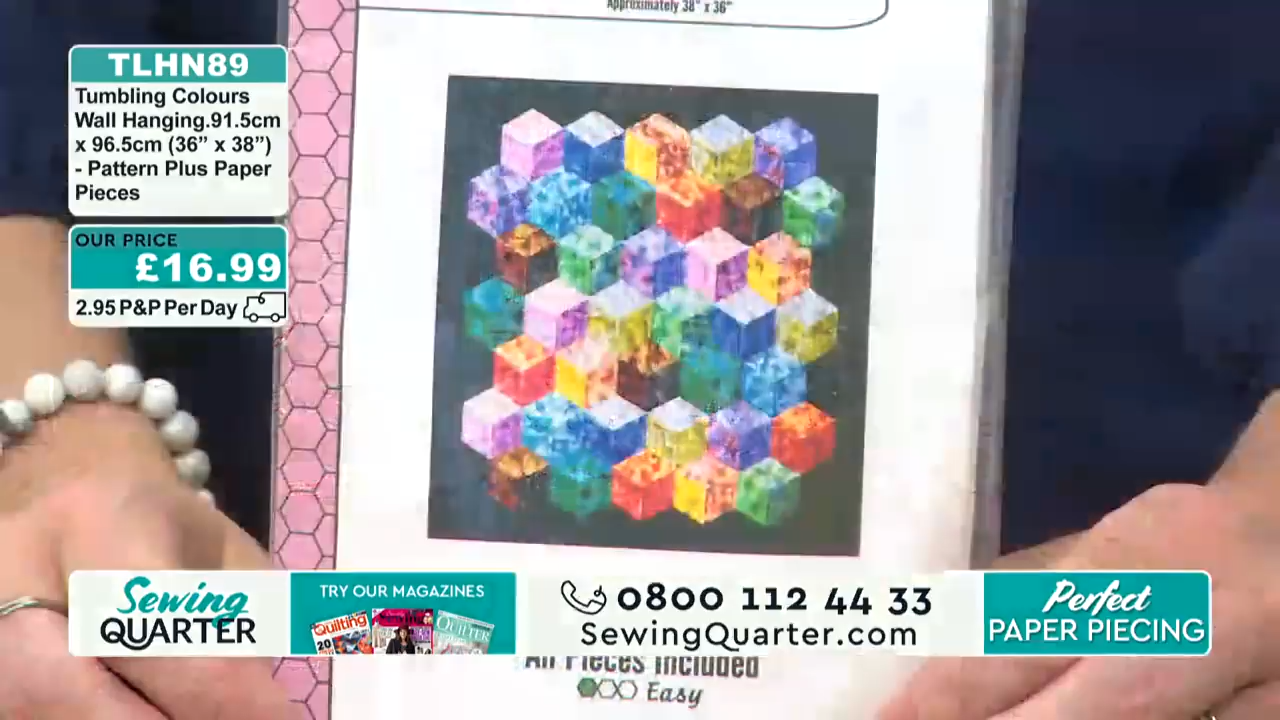 Approximately 38" x 36"
TLHN89
Tumbling Colours
Wall Hanging.91.5cm
x 96.5cm (36” x 38”)
- Pattern Plus Paper
Pieces
OUR PRICE
£16.99
2.95 P&P Per Day
Sewing
QUARTER
TRY OUR MAGAZINES
Quilting
QUILTER
0800 112 44 33
SewingQuarter.com
Perfect
PAPER PIECING
All Pieces Included
Easy